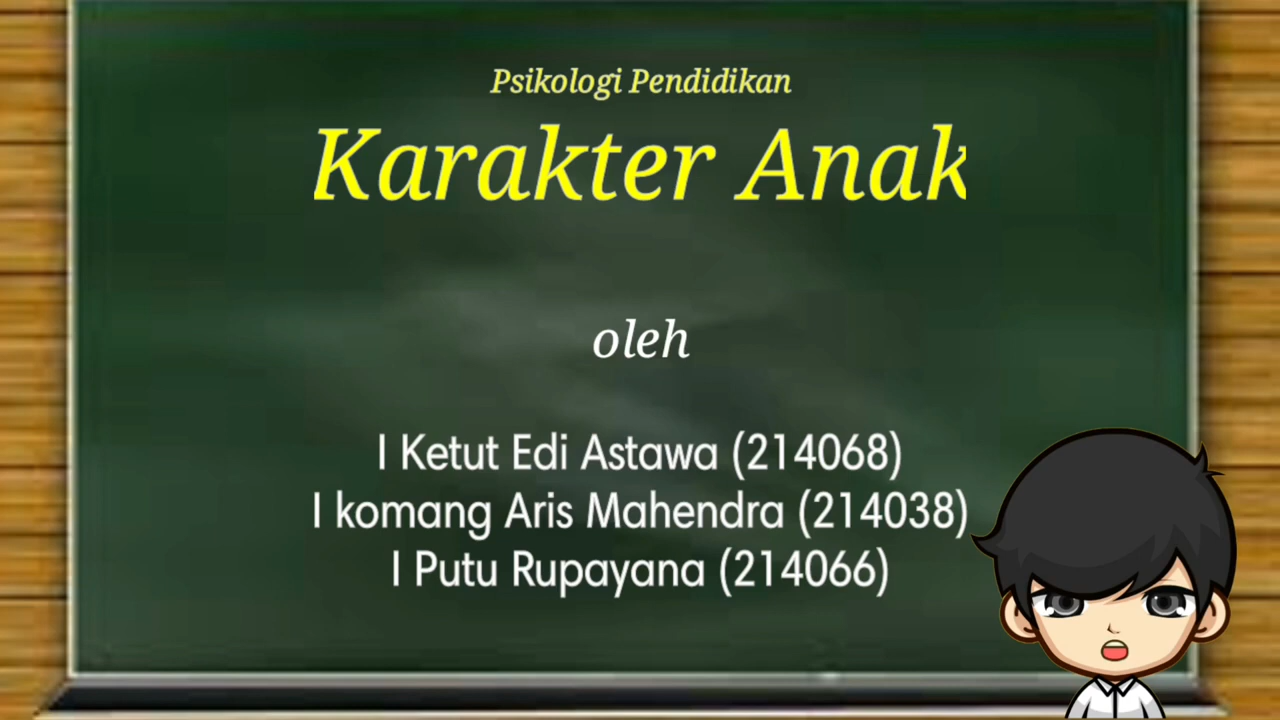 Psikologi Pendidikan
Karakter Anak
oleh
I Ketut Edi Astawa (214068)
I komang Aris Mahendra (214038)
I Putu Rupayana (214066)